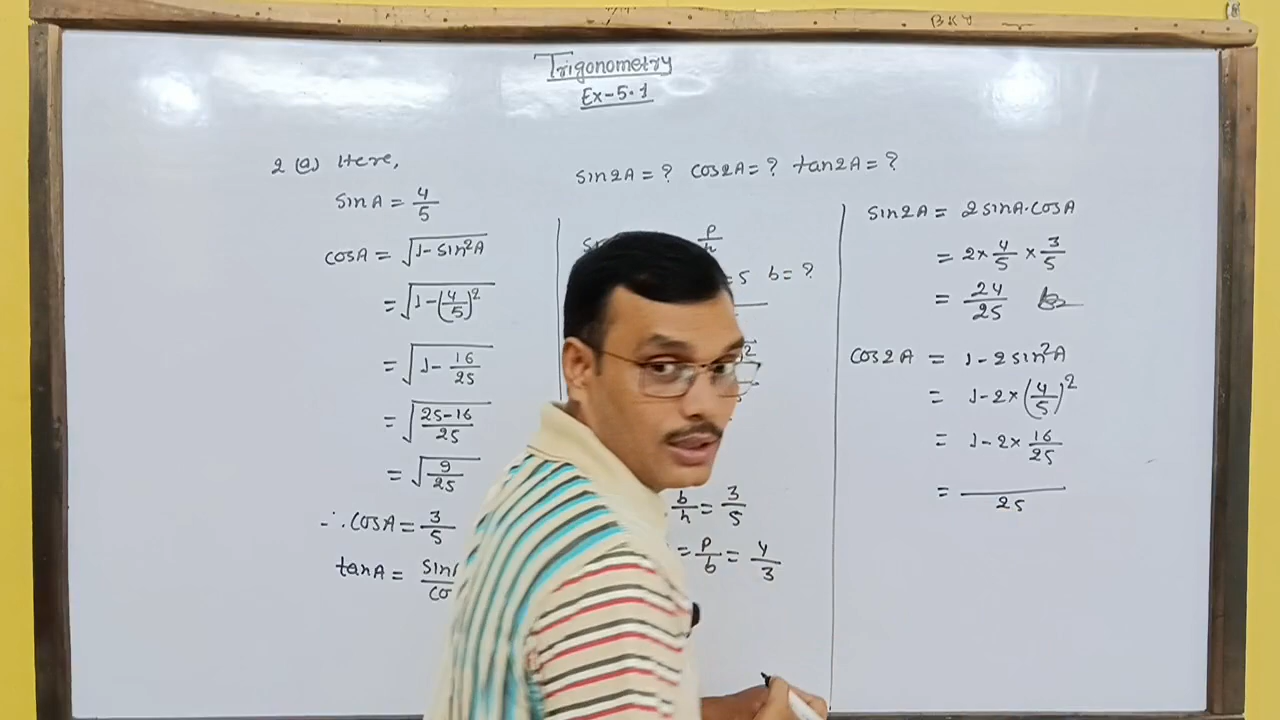 BKY
Trigonometry
Ex-5.1
2 (a) Here,
sin2A = ? cos2A = ? tan2A = ?
sinA = 4/5
cosA = √(1-sin²A)
= √(1-(4/5)²)
= √(1-16/25)
= √((25-16)/25)
= √(9/25)
∴ cosA = 3/5
tanA =
p/h
=5 b=?
b/h = 3/5
= p/b = 4/3
sin2A = 2sinA·cosA
= 2×4/5×3/5
= 24/25
cos2A = 1-2sin²A
= 1-2×(4/5)²
= 1-2×16/25
= /25